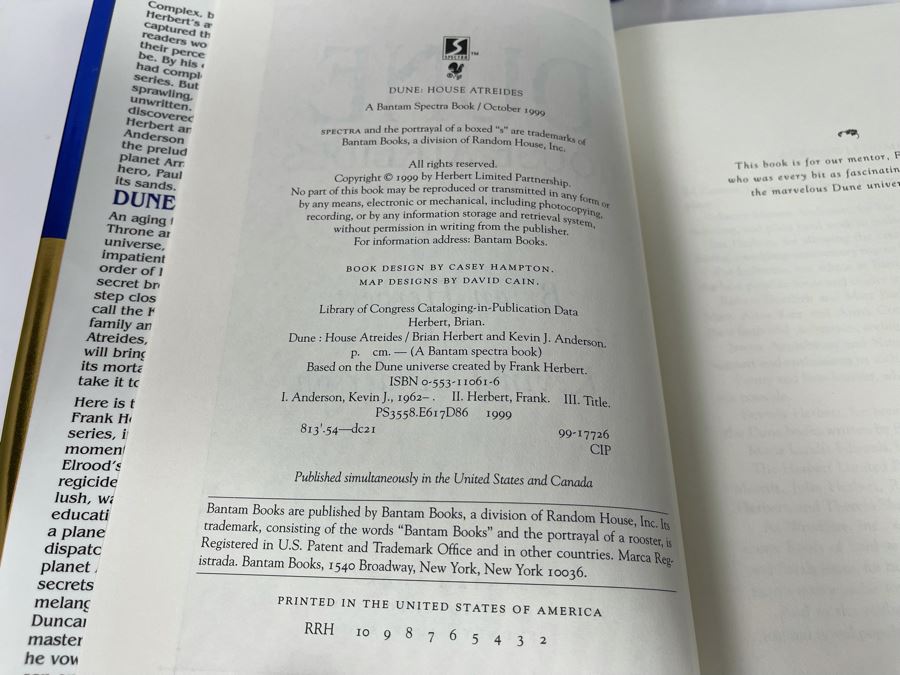 Complex, b
Herbert's a
captured th
readers wo
their perce
be. By his
had compl
series. But
sprawling,
unwritten.
discovered
Herbert an
Anderson
the prelud
planet Arr
hero, Paul
its sands.
DUNE
An aging
Throne ar
universe,
impatient
order of
secret br
step clos
call the
family an
Atreides,
will bring
its morta
take it to
Here is t
Frank He
series, i
moment
Elrood's
regicide
lush, wa
educati
a plane
dispatc
planet
secrets
melang
Duncan
master
he vow
S
SPECTRA
TM
DUNE: HOUSE ATREIDES
A Bantam Spectra Book / October 1999
SPECTRA and the portrayal of a boxed "s" are trademarks of
Bantam Books, a division of Random House, Inc.
All rights reserved.
Copyright © 1999 by Herbert Limited Partnership.
No part of this book may be reproduced or transmitted in any form or
by any means, electronic or mechanical, including photocopying,
recording, or by any information storage and retrieval system,
without permission in writing from the publisher.
For information address: Bantam Books.
BOOK DESIGN BY CASEY HAMPTON.
MAP DESIGNS BY DAVID CAIN.
Library of Congress Cataloging-in-Publication Data
Herbert, Brian.
Dune : House Atreides / Brian Herbert and Kevin J. Anderson.
p. cm. — (A Bantam spectra book)
Based on the Dune universe created by Frank Herbert.
ISBN 0-553-11061-6
I. Anderson, Kevin J., 1962– . II. Herbert, Frank. III. Title.
PS3558.E617D86 1999
813'.54—dc21 99-17726
CIP
Published simultaneously in the United States and Canada
Bantam Books are published by Bantam Books, a division of Random House, Inc. Its
trademark, consisting of the words "Bantam Books" and the portrayal of a rooster, is
Registered in U.S. Patent and Trademark Office and in other countries. Marca Reg-
istrada. Bantam Books, 1540 Broadway, New York, New York 10036.
PRINTED IN THE UNITED STATES OF AMERICA
RRH 10 9 8 7 6 5 4 3 2
This book is for our mentor, F
who was every bit as fascinatin
the marvelous Dune univer